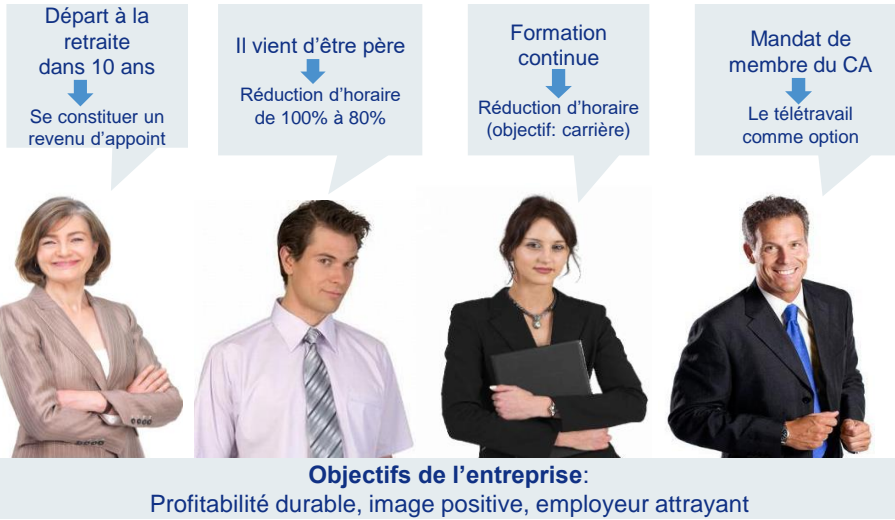 Départ à la
retraite
dans 10 ans
Se constituer un
revenu d’appoint
Il vient d’être père
Réduction d’horaire
de 100% à 80%
Formation
continue
Réduction d’horaire
(objectif: carrière)
Mandat de
membre du CA
Le télétravail
comme option
Objectifs de l’entreprise:
Profitabilité durable, image positive, employeur attrayant